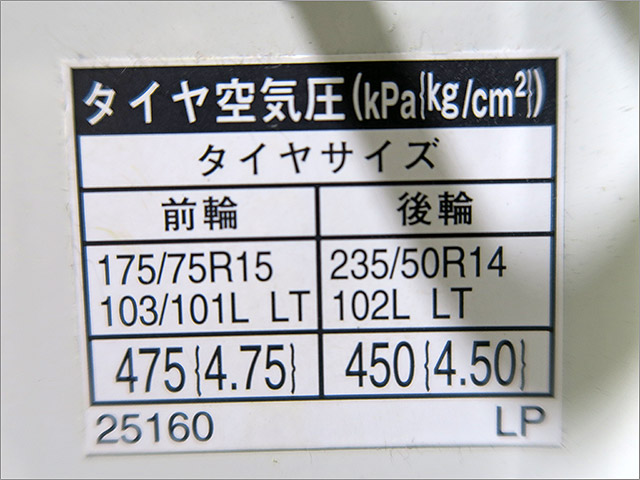 タイヤ空気圧(kPa{kg/cm²})
タイヤサイズ
前輪 後輪
175/75R15 235/50R14
103/101L LT 102L LT
475{4.75} 450{4.50}
25160 LP